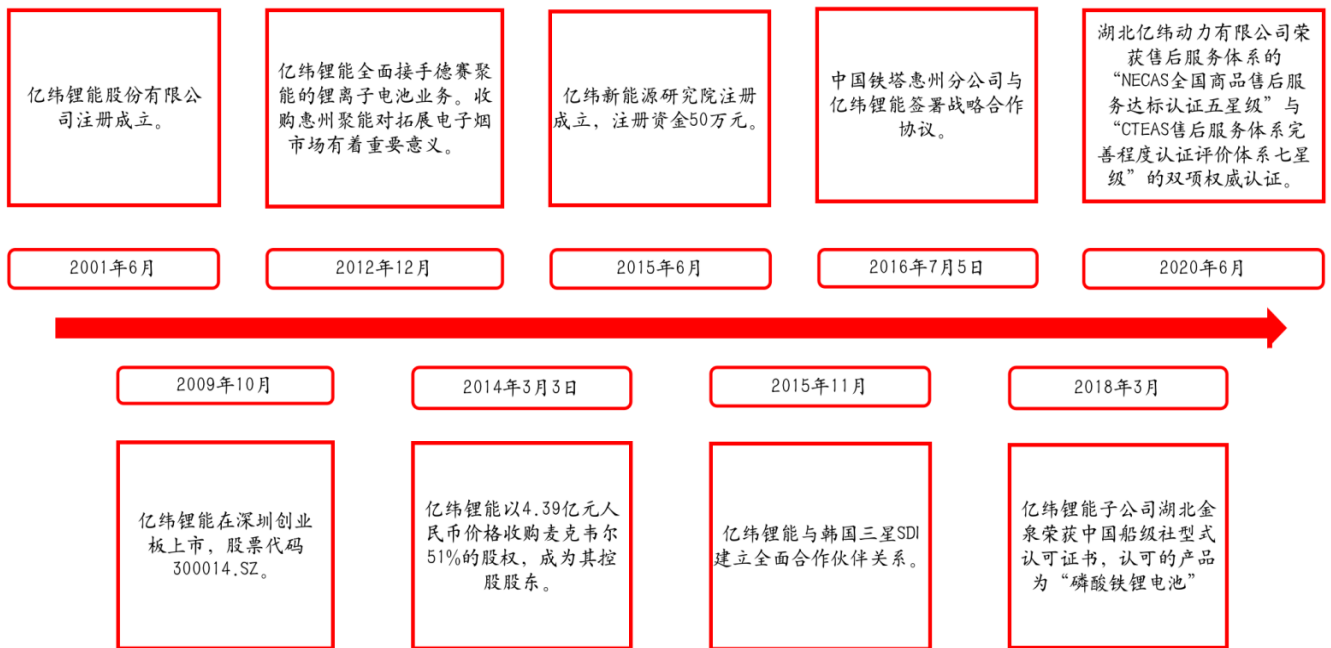 亿纬锂能股份有限公
司注册成立。
亿纬锂能全面接手德赛聚
能的锂离子电池业务。收
购惠州聚能对拓展电子烟
市场有着重要意义。
亿纬新能源研究院注册
成立，注册资金50万元。
中国铁塔惠州分公司与
亿纬锂能签署战略合作
协议。
湖北亿纬动力有限公司荣
获售后服务体系的
“NECAS全国商品售后服
务达标认证五星级”与
“CTEAS售后服务体系完
善程度认证评价体系七星
级”的双项权威认证。
2001年6月
2012年12月
2015年6月
2016年7月5日
2020年6月
2009年10月
2014年3月3日
2015年11月
2018年3月
亿纬锂能在深圳创业
板上市，股票代码
300014.SZ。
亿纬锂能以4.39亿元人
民币价格收购麦克韦尔
51%的股权，成为其控
股股东。
亿纬锂能与韩国三星SDI
建立全面合作伙伴关系。
亿纬锂能子公司湖北金
泉荣获中国船级社型式
认可证书，认可的产品
为“磷酸铁锂电池”